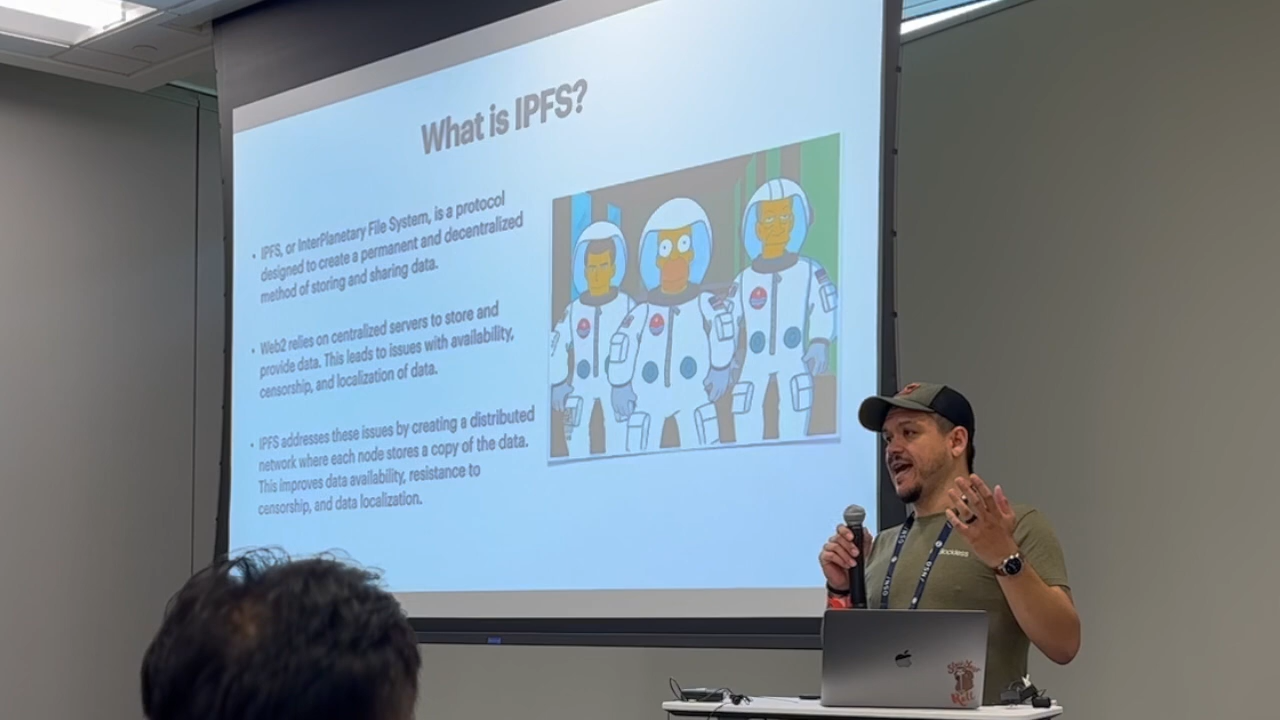 What is IPFS?
• IPFS, or InterPlanetary File System, is a protocol
designed to create a permanent and decentralized
method of storing and sharing data.
• Web2 relies on centralized servers to store and
provide data. This leads to issues with availability,
censorship, and localization of data.
• IPFS addresses these issues by creating a distributed
network where each node stores a copy of the data.
This improves data availability, resistance to
censorship, and data localization.